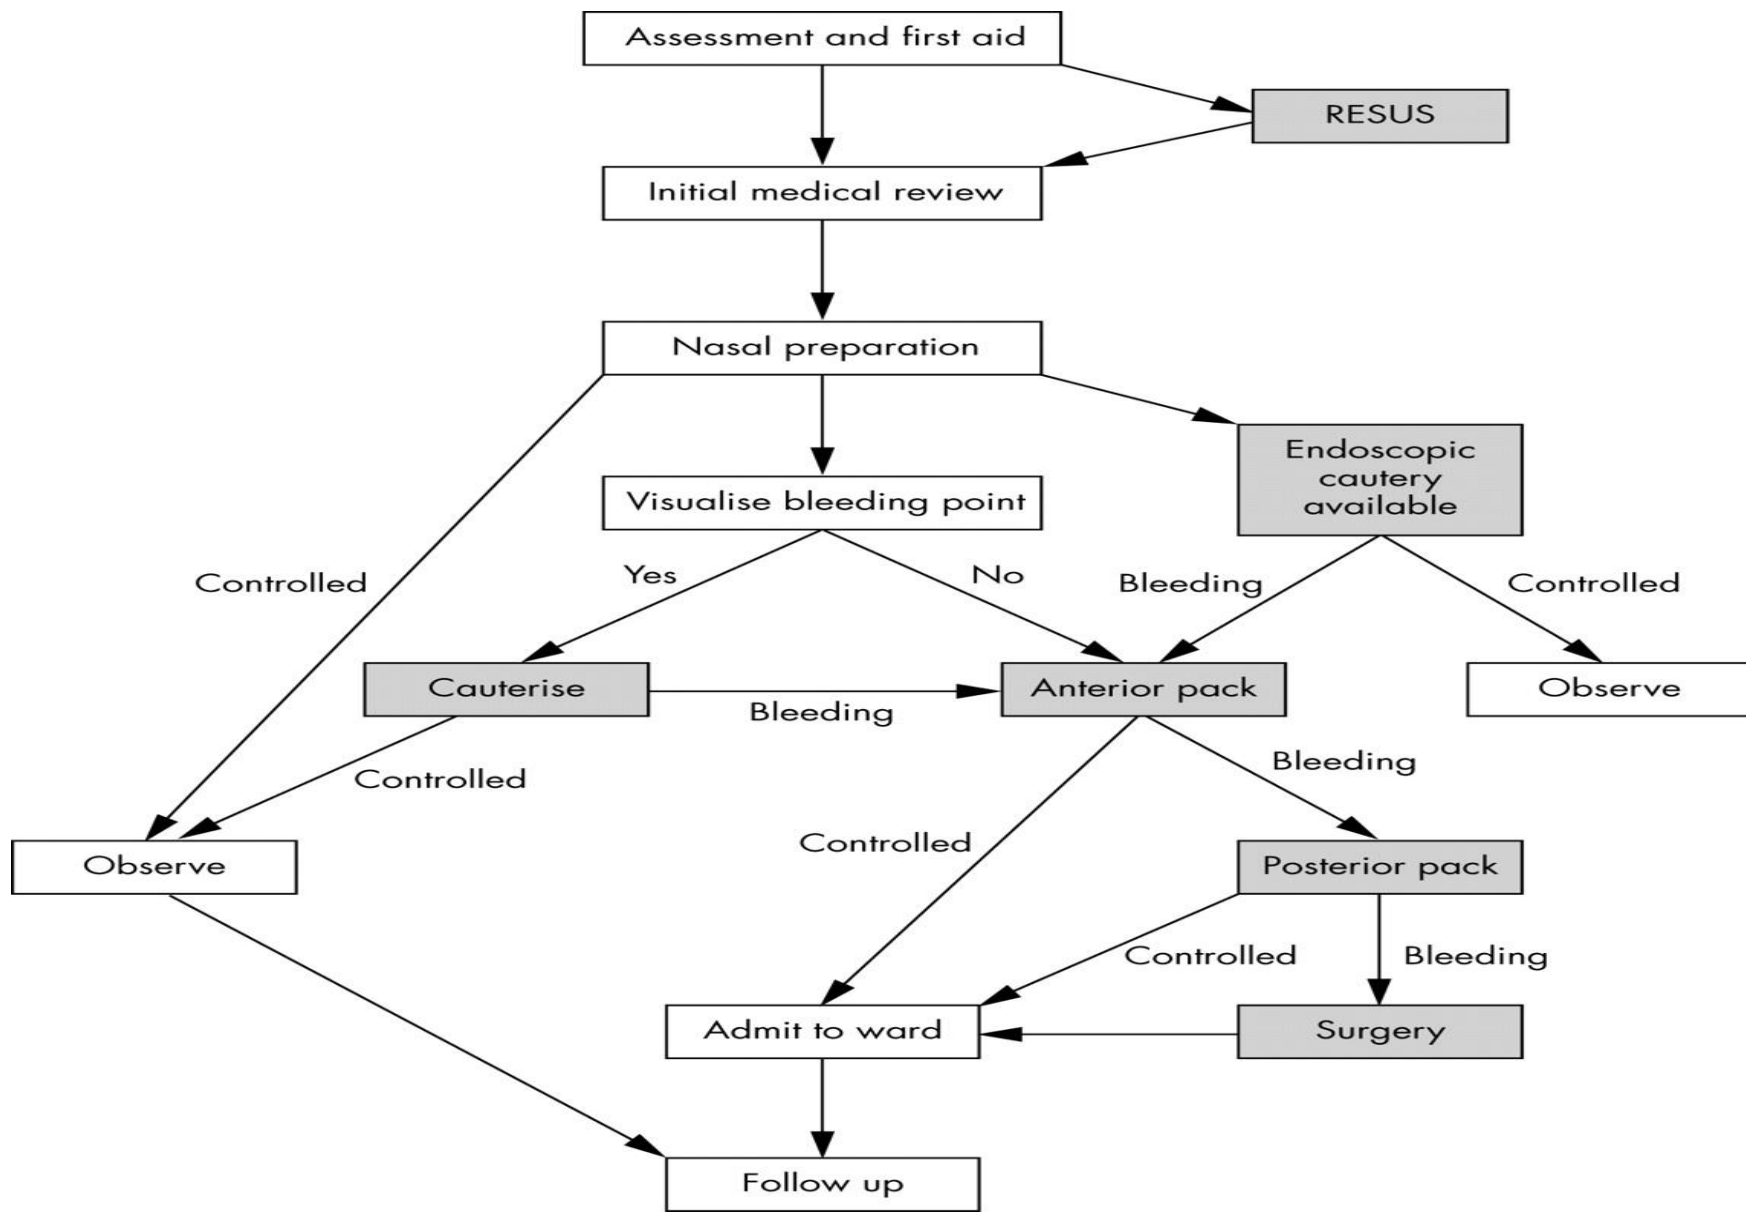 Assessment and first aid
RESUS
Initial medical review
Nasal preparation
Endoscopic
cautery
available
Visualise bleeding point
Controlled
Yes
No
Bleeding
Controlled
Cauterise
Bleeding
Anterior pack
Observe
Controlled
Bleeding
Controlled
Observe
Posterior pack
Controlled
Bleeding
Admit to ward
Surgery
Follow up